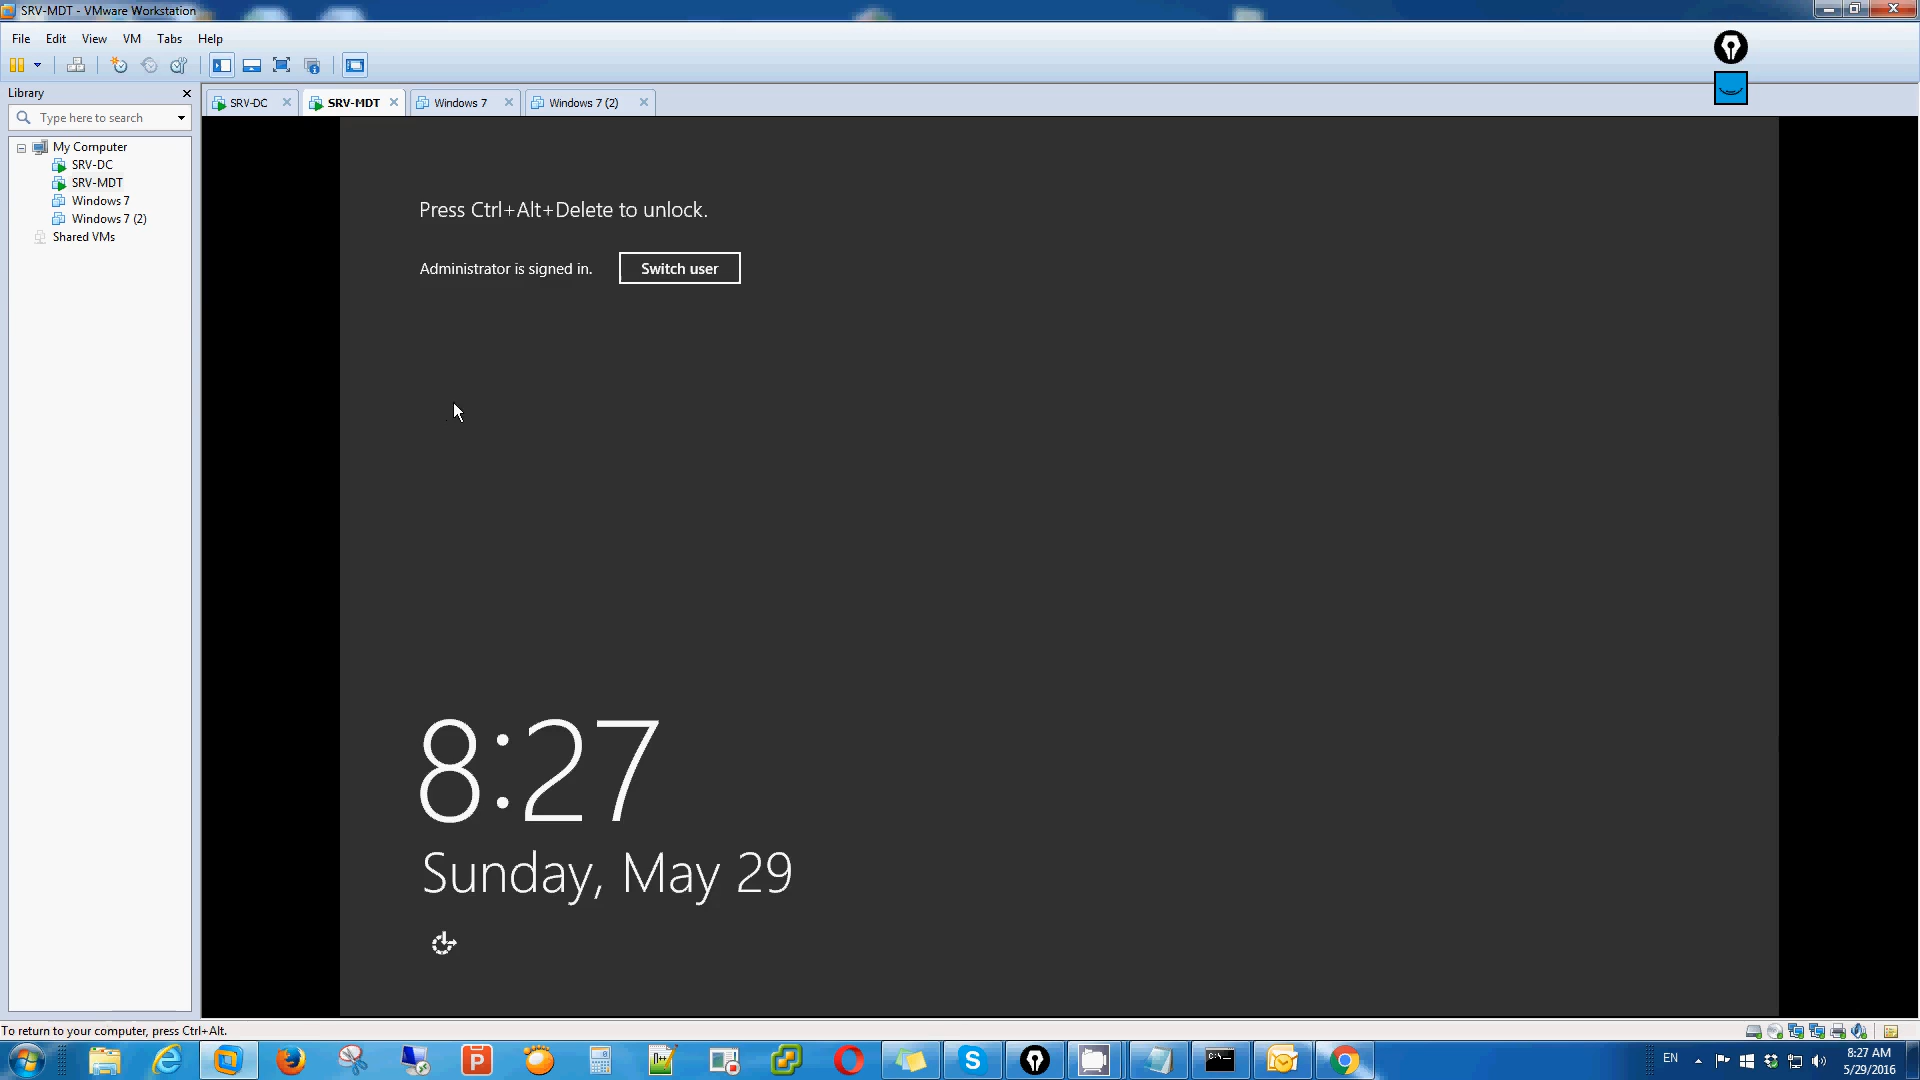 SRV-MDT - VMware Workstation
File Edit View VM Tabs Help
Library
Type here to search
My Computer
SRV-DC
SRV-MDT
Windows 7
Windows 7 (2)
Shared VMs
SRV-DC SRV-MDT Windows 7 Windows 7 (2)
Press Ctrl+Alt+Delete to unlock.
Administrator is signed in. Switch user
8:27
Sunday, May 29
To return to your computer, press Ctrl+Alt.
EN
8:27 AM
5/29/2016